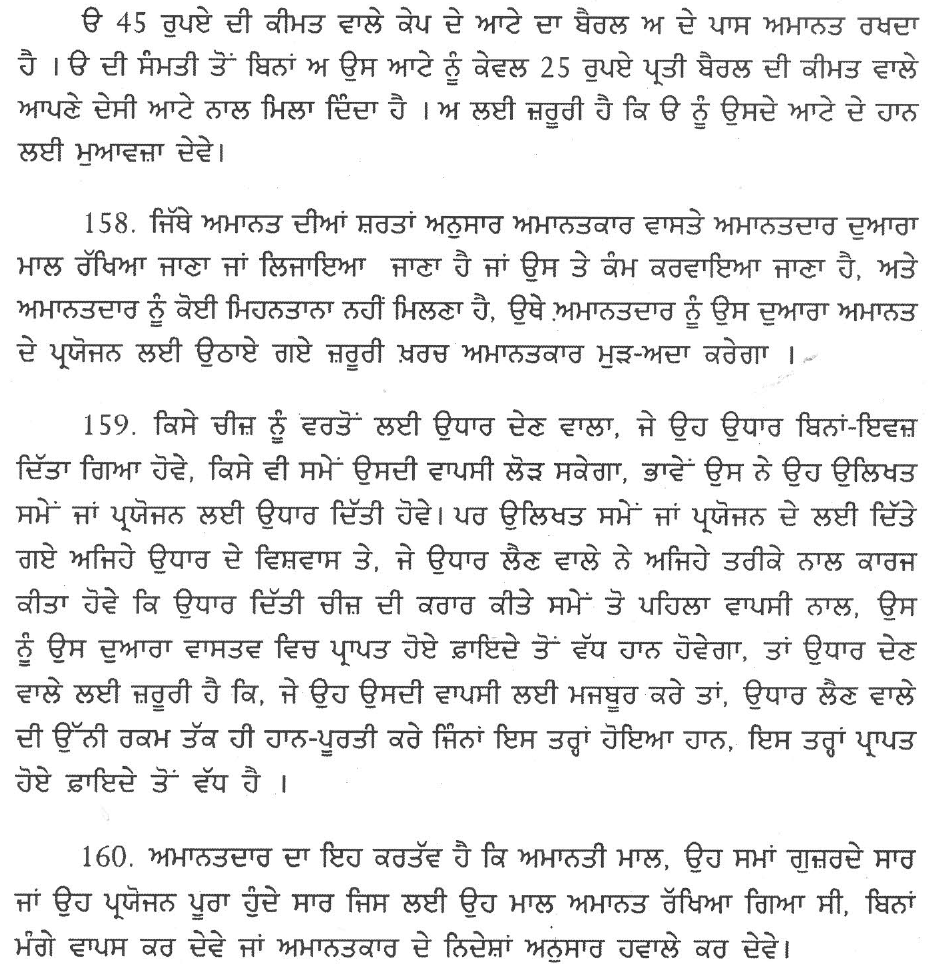 ੳ 45 ਰੁਪਏ ਦੀ ਕੀਮਤ ਵਾਲੇ ਕੇਪ ਦੇ ਆਟੇ ਦਾ ਬੈਰਲ ਅ ਦੇ ਪਾਸ ਅਮਾਨਤ ਰਖਦਾ
ਹੈ । ੳ ਦੀ ਸੰਮਤੀ ਤੋਂ ਬਿਨਾਂ ਅ ਉਸ ਆਟੇ ਨੂੰ ਕੇਵਲ 25 ਰੁਪਏ ਪ੍ਰਤੀ ਬੈਰਲ ਦੀ ਕੀਮਤ ਵਾਲੇ
ਆਪਣੇ ਦੇਸੀ ਆਟੇ ਨਾਲ ਮਿਲਾ ਦਿੰਦਾ ਹੈ । ਅ ਲਈ ਜ਼ਰੂਰੀ ਹੈ ਕਿ ੳ ਨੂੰ ਉਸਦੇ ਆਟੇ ਦੇ ਹਾਨ
ਲਈ ਮੁਆਵਜ਼ਾ ਦੇਵੇ।
158. ਜਿੱਥੇ ਅਮਾਨਤ ਦੀਆਂ ਸ਼ਰਤਾਂ ਅਨੁਸਾਰ ਅਮਾਨਤਕਾਰ ਵਾਸਤੇ ਅਮਾਨਤਦਾਰ ਦੁਆਰਾ
ਮਾਲ ਰੱਖਿਆ ਜਾਣਾ ਜਾਂ ਲਿਜਾਇਆ ਜਾਣਾ ਹੈ ਜਾਂ ਉਸ ਤੇ ਕੰਮ ਕਰਵਾਇਆ ਜਾਣਾ ਹੈ, ਅਤੇ
ਅਮਾਨਤਦਾਰ ਨੂੰ ਕੋਈ ਮਿਹਨਤਾਨਾ ਨਹੀਂ ਮਿਲਣਾ ਹੈ, ਉਥੇ ਅਮਾਨਤਦਾਰ ਨੂੰ ਉਸ ਦੁਆਰਾ ਅਮਾਨਤ
ਦੇ ਪ੍ਰਯੋਜਨ ਲਈ ਉਠਾਏ ਗਏ ਜ਼ਰੂਰੀ ਖ਼ਰਚ ਅਮਾਨਤਕਾਰ ਮੁੜ-ਅਦਾ ਕਰੇਗਾ ।
159. ਕਿਸੇ ਚੀਜ਼ ਨੂੰ ਵਰਤੋਂ ਲਈ ਉਧਾਰ ਦੇਣ ਵਾਲਾ, ਜੇ ਉਹ ਉਧਾਰ ਬਿਨਾਂ-ਇਵਜ਼
ਦਿੱਤਾ ਗਿਆ ਹੋਵੇ, ਕਿਸੇ ਵੀ ਸਮੇਂ ਉਸਦੀ ਵਾਪਸੀ ਲੋੜ ਸਕੇਗਾ, ਭਾਵੇਂ ਉਸ ਨੇ ਉਹ ਉਲਿਖਤ
ਸਮੇਂ ਜਾਂ ਪ੍ਰਯੋਜਨ ਲਈ ਉਧਾਰ ਦਿੱਤੀ ਹੋਵੇ। ਪਰ ਉਲਿਖਤ ਸਮੇਂ ਜਾਂ ਪ੍ਰਯੋਜਨ ਦੇ ਲਈ ਦਿੱਤੇ
ਗਏ ਅਜਿਹੇ ਉਧਾਰ ਦੇ ਵਿਸ਼ਵਾਸ ਤੇ, ਜੇ ਉਧਾਰ ਲੈਣ ਵਾਲੇ ਨੇ ਅਜਿਹੇ ਤਰੀਕੇ ਨਾਲ ਕਾਰਜ
ਕੀਤਾ ਹੋਵੇ ਕਿ ਉਧਾਰ ਦਿੱਤੀ ਚੀਜ਼ ਦੀ ਕਰਾਰ ਕੀਤੇ ਸਮੇਂ ਤੋ ਪਹਿਲਾ ਵਾਪਸੀ ਨਾਲ, ਉਸ
ਨੂੰ ਉਸ ਦੁਆਰਾ ਵਾਸਤਵ ਵਿਚ ਪ੍ਰਾਪਤ ਹੋਏ ਫ਼ਾਇਦੇ ਤੋਂ ਵੱਧ ਹਾਨ ਹੋਵੇਗਾ, ਤਾਂ ਉਧਾਰ ਦੇਣ
ਵਾਲੇ ਲਈ ਜ਼ਰੂਰੀ ਹੈ ਕਿ, ਜੇ ਉਹ ਉਸਦੀ ਵਾਪਸੀ ਲਈ ਮਜਬੂਰ ਕਰੇ ਤਾਂ, ਉਧਾਰ ਲੈਣ ਵਾਲੇ
ਦੀ ਉੱਨੀ ਰਕਮ ਤੱਕ ਹੀ ਹਾਨ-ਪੂਰਤੀ ਕਰੇ ਜਿੰਨਾਂ ਇਸ ਤਰ੍ਹਾਂ ਹੋਇਆ ਹਾਨ, ਇਸ ਤਰ੍ਹਾਂ ਪ੍ਰਾਪਤ
ਹੋਏ ਫ਼ਾਇਦੇ ਤੋਂ ਵੱਧ ਹੈ ।
160. ਅਮਾਨਤਦਾਰ ਦਾ ਇਹ ਕਰਤੱਵ ਹੈ ਕਿ ਅਮਾਨਤੀ ਮਾਲ, ਉਹ ਸਮਾਂ ਗੁਜ਼ਰਦੇ ਸਾਰ
ਜਾਂ ਉਹ ਪ੍ਰਯੋਜਨ ਪੂਰਾ ਹੁੰਦੇ ਸਾਰ ਜਿਸ ਲਈ ਉਹ ਮਾਲ ਅਮਾਨਤ ਰੱਖਿਆ ਗਿਆ ਸੀ, ਬਿਨਾਂ
ਮੰਗੇ ਵਾਪਸ ਕਰ ਦੇਵੇ ਜਾਂ ਅਮਾਨਤਕਾਰ ਦੇ ਨਿਦੇਸ਼ਾਂ ਅਨੁਸਾਰ ਹਵਾਲੇ ਕਰ ਦੇਵੇ।